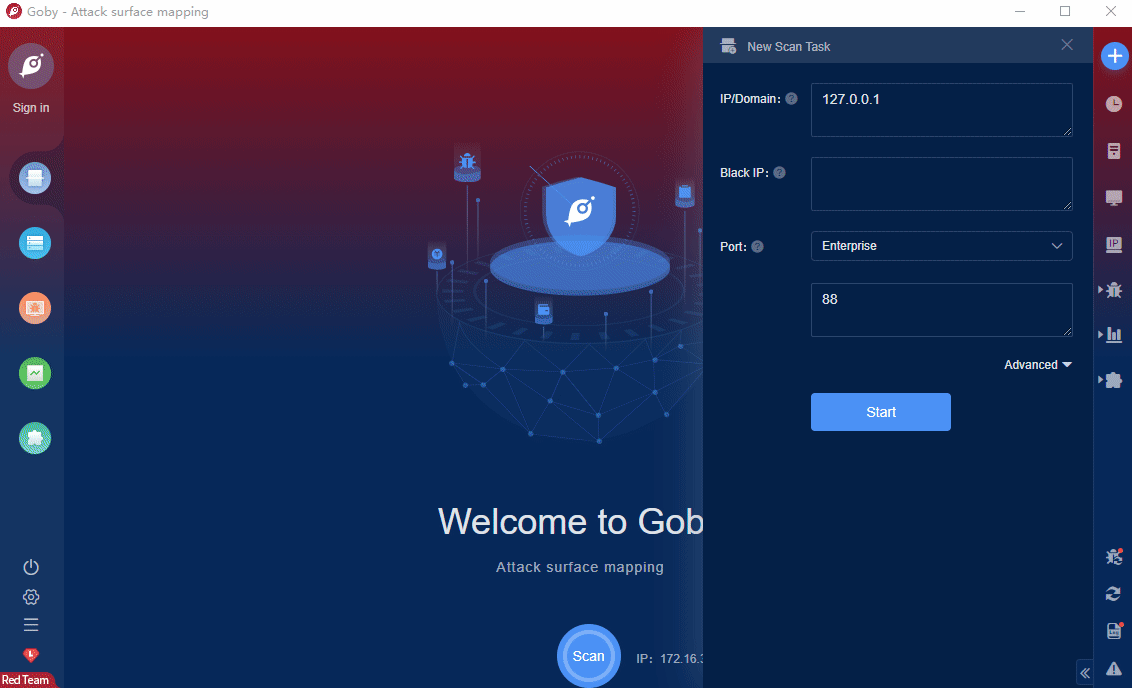 Goby - Attack surface mapping
Sign in
Red Team
Welcome to Gob
Attack surface mapping
Scan
IP: 172.16.3
New Scan Task
IP/Domain: ?
127.0.0.1
Black IP: ?
Port: ?
Enterprise
88
Advanced
Start
IP